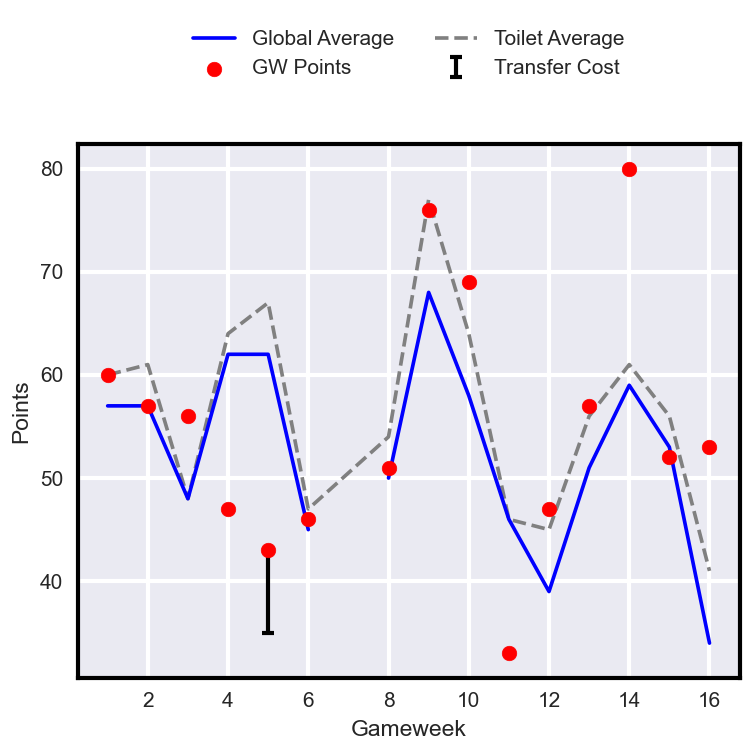 Global Average
Toilet Average
GW Points
Transfer Cost
80
70
60
50
40
Points
2 4 6 8 10 12 14 16
Gameweek